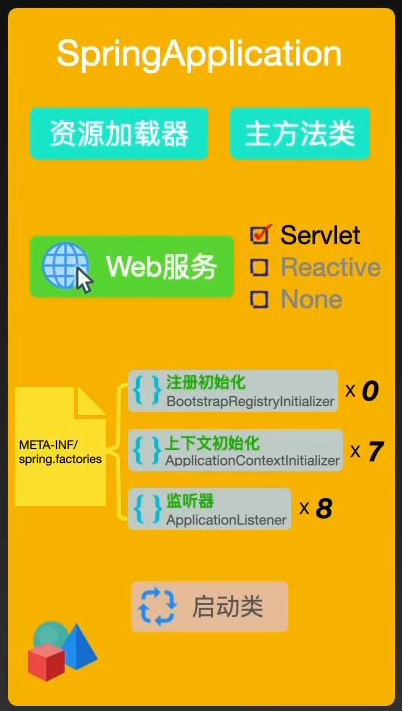 SpringApplication
资源加载器 主方法类
Web服务
Servlet
Reactive
None
META-INF/
spring.factories
{ } 注册初始化
BootstrapRegistryInitializer
x 0
{ } 上下文初始化
ApplicationContextInitializer
x 7
{ } 监听器
ApplicationListener
x 8
启动类